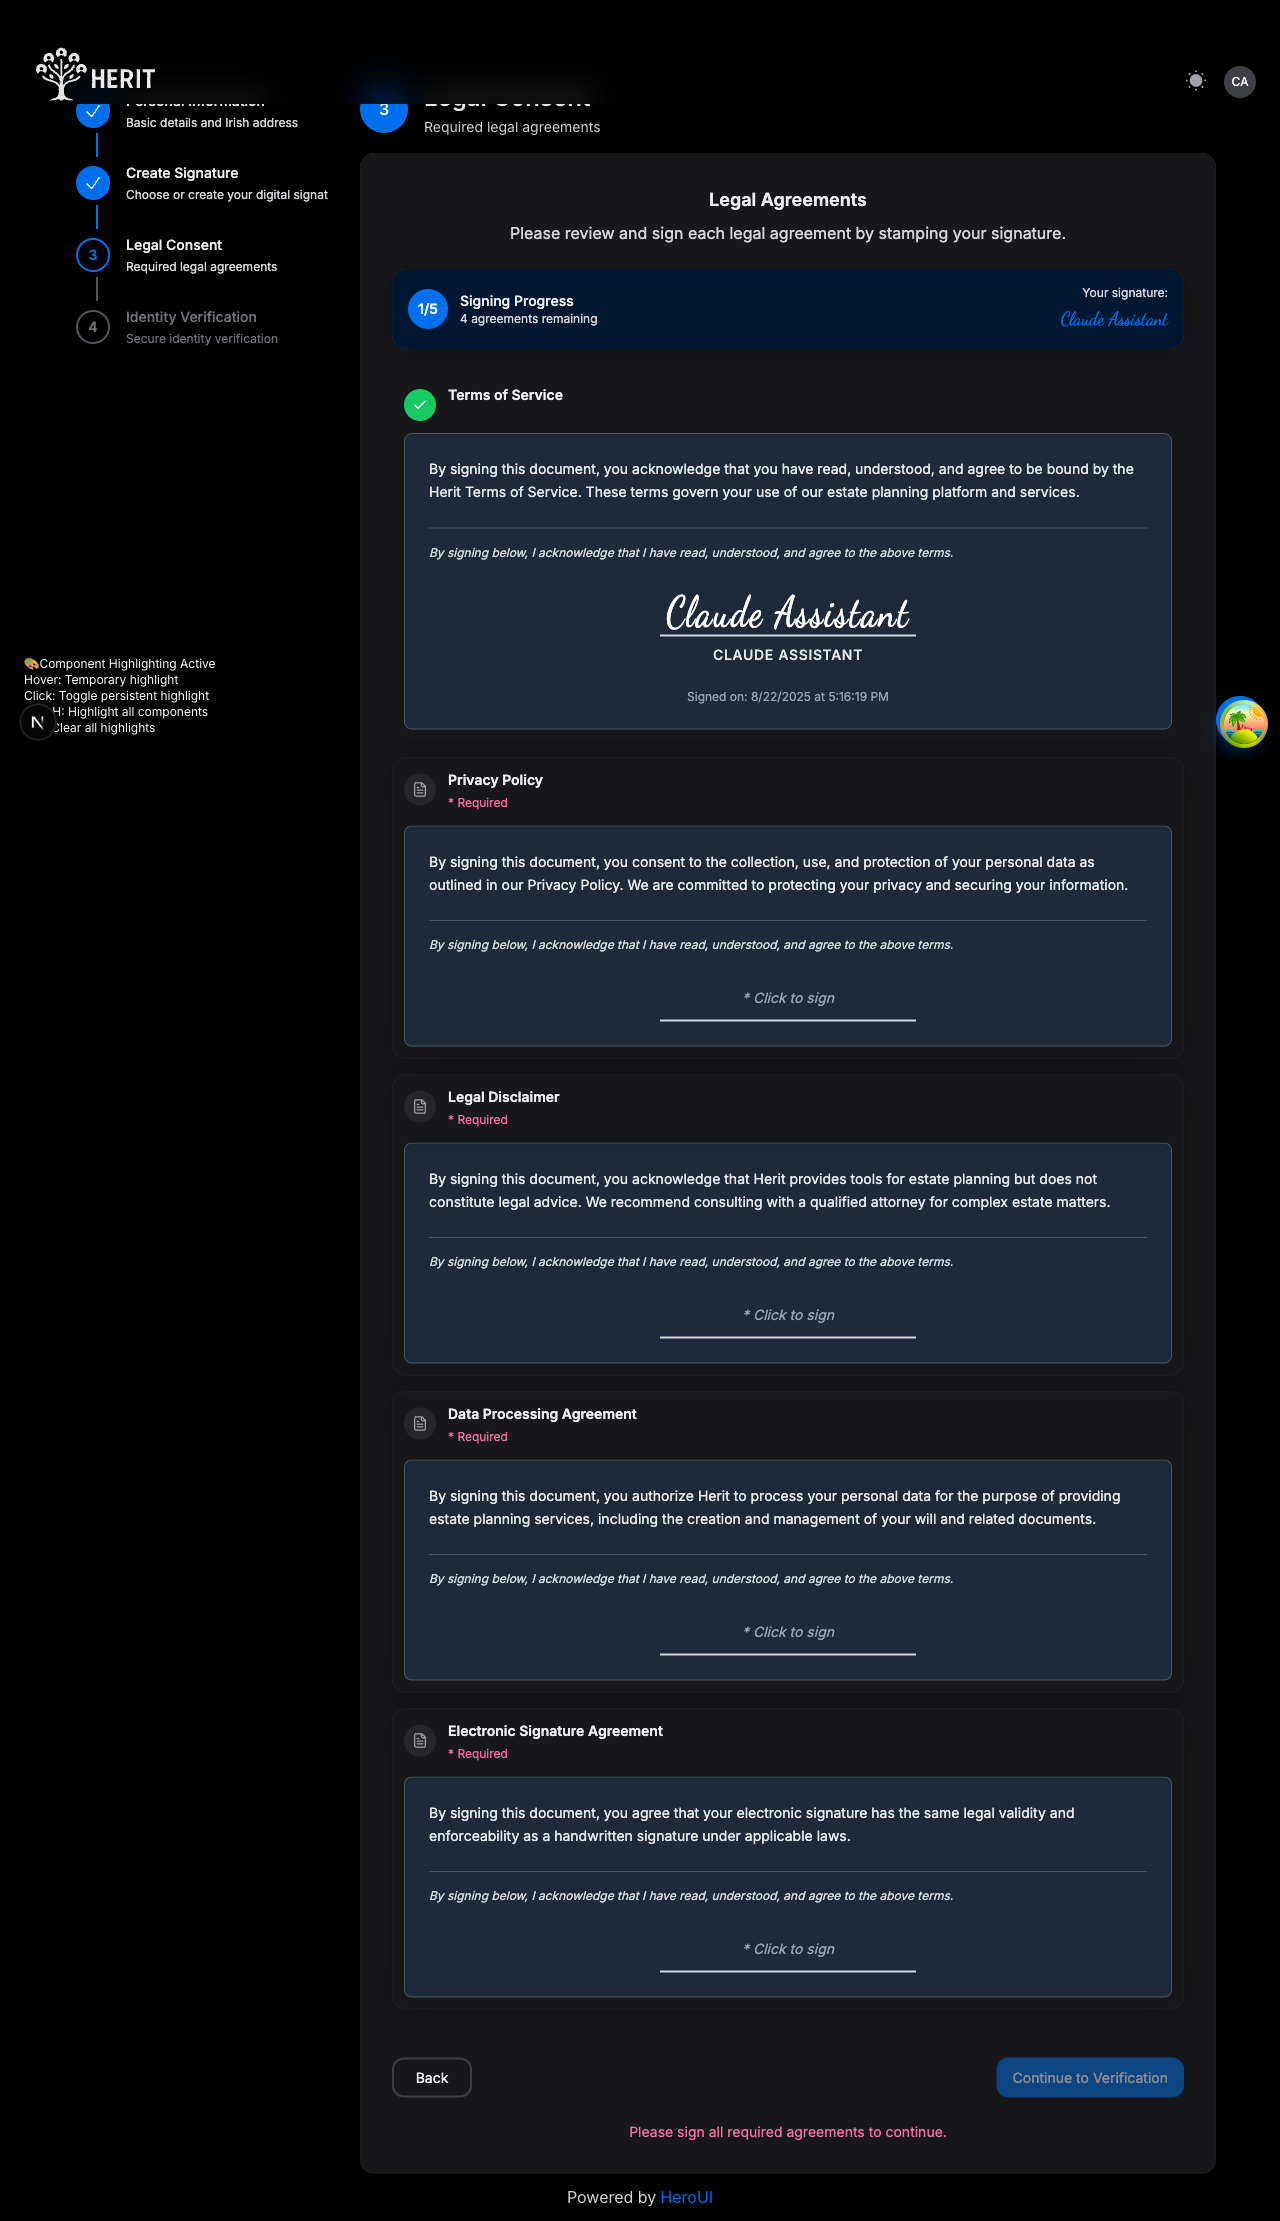 HERIT
CA
Personal Information
Basic details and Irish address
Create Signature
Choose or create your digital signat
3
Legal Consent
Required legal agreements
4
Identity Verification
Secure identity verification
🎨Component Highlighting Active
Hover: Temporary highlight
Click: Toggle persistent highlight
H: Highlight all components
Clear all highlights
N
3
Legal Consent
Required legal agreements
Legal Agreements
Please review and sign each legal agreement by stamping your signature.
1/5
Signing Progress
4 agreements remaining
Your signature:
Claude Assistant
Terms of Service
By signing this document, you acknowledge that you have read, understood, and agree to be bound by the
Herit Terms of Service. These terms govern your use of our estate planning platform and services.
By signing below, I acknowledge that I have read, understood, and agree to the above terms.
Claude Assistant
CLAUDE ASSISTANT
Signed on: 8/22/2025 at 5:16:19 PM
Privacy Policy
* Required
By signing this document, you consent to the collection, use, and protection of your personal data as
outlined in our Privacy Policy. We are committed to protecting your privacy and securing your information.
By signing below, I acknowledge that I have read, understood, and agree to the above terms.
* Click to sign
Legal Disclaimer
* Required
By signing this document, you acknowledge that Herit provides tools for estate planning but does not
constitute legal advice. We recommend consulting with a qualified attorney for complex estate matters.
By signing below, I acknowledge that I have read, understood, and agree to the above terms.
* Click to sign
Data Processing Agreement
* Required
By signing this document, you authorize Herit to process your personal data for the purpose of providing
estate planning services, including the creation and management of your will and related documents.
By signing below, I acknowledge that I have read, understood, and agree to the above terms.
* Click to sign
Electronic Signature Agreement
* Required
By signing this document, you agree that your electronic signature has the same legal validity and
enforceability as a handwritten signature under applicable laws.
By signing below, I acknowledge that I have read, understood, and agree to the above terms.
* Click to sign
Back
Continue to Verification
Please sign all required agreements to continue.
Powered by HeroUI